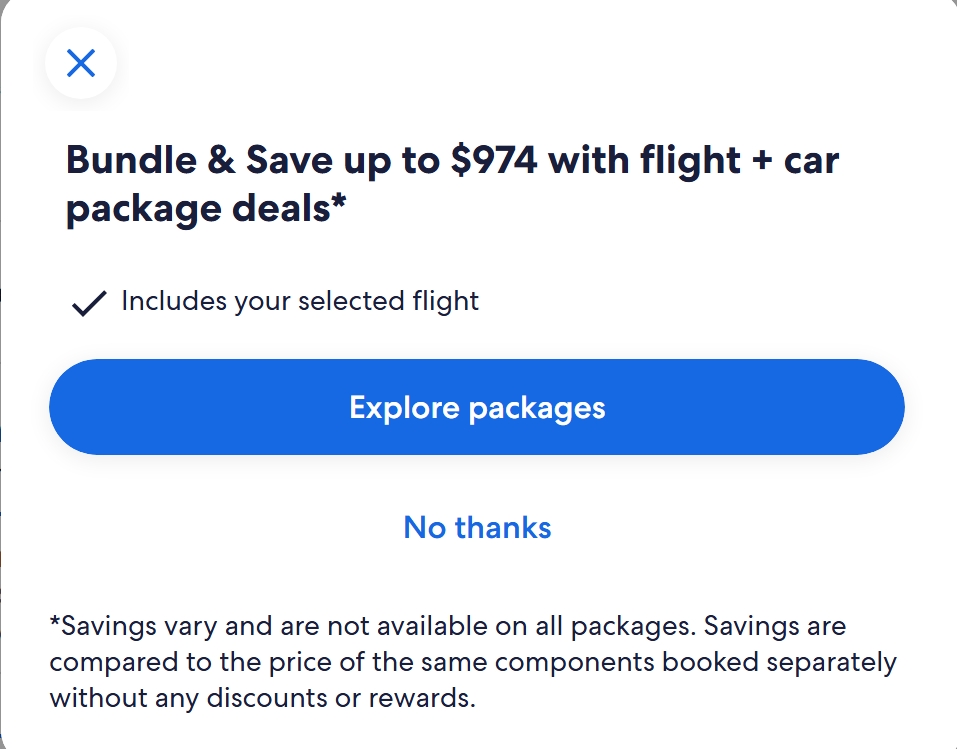 Bundle & Save up to $974 with flight + car
package deals*
Includes your selected flight
Explore packages
No thanks
*Savings vary and are not available on all packages. Savings are
compared to the price of the same components booked separately
without any discounts or rewards.